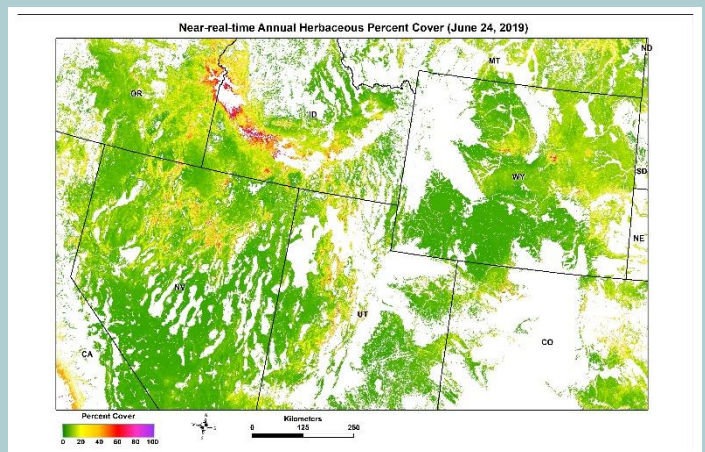 Near-real-time Annual Herbaceous Percent Cover (June 24, 2019)
ND
MT
OR
ID
WY
SD
NE
NV
UT
CO
CA
Percent Cover
0 20 40 60 80 100
Kilometers
0 125 250